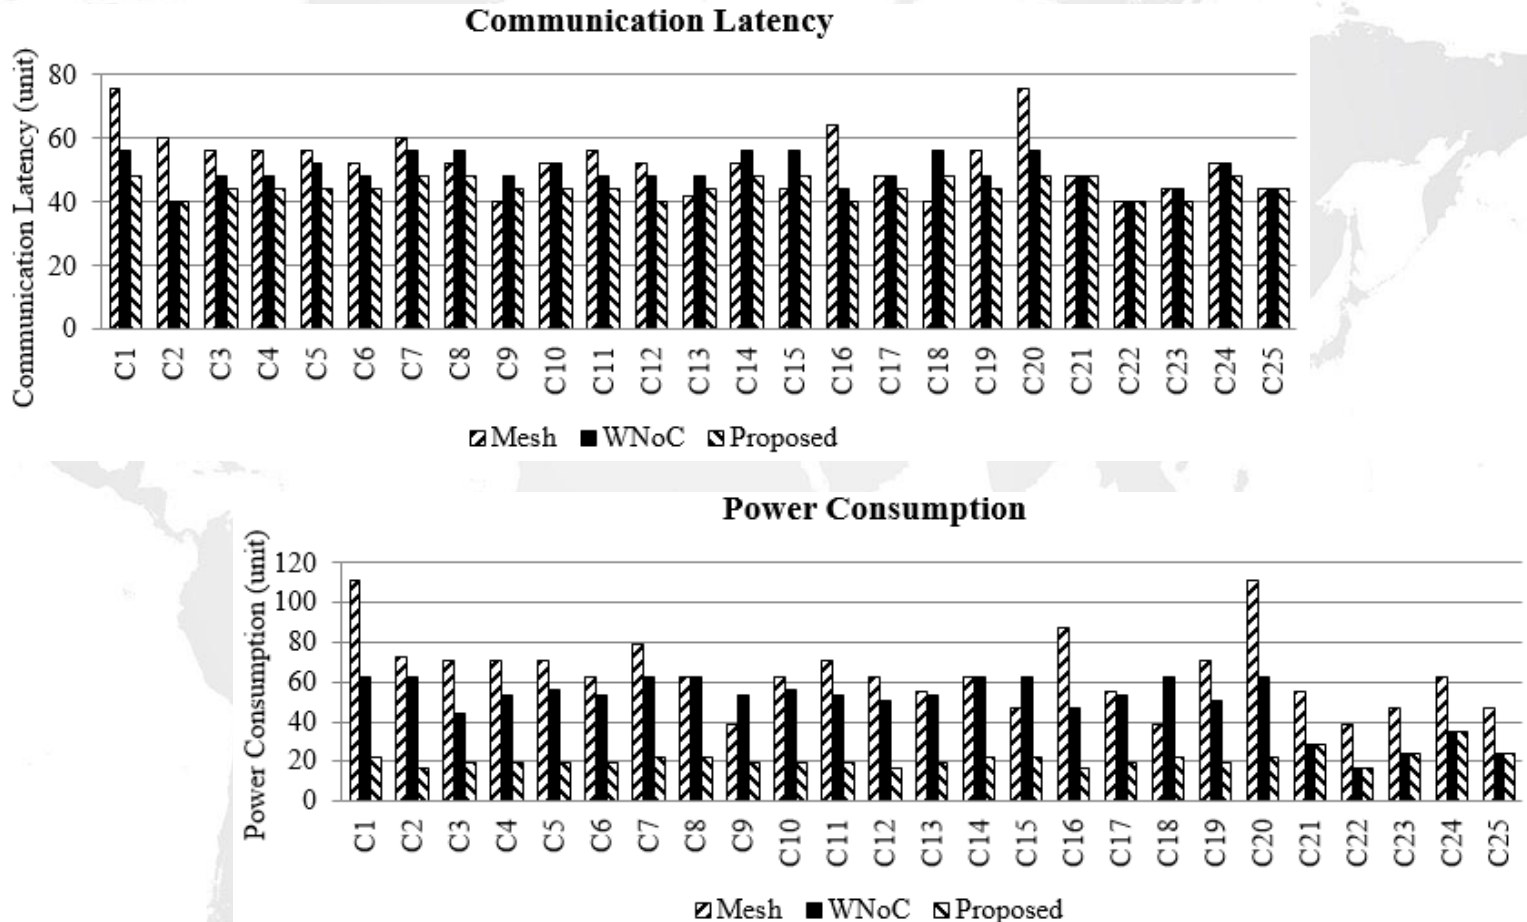 Communication Latency
Communication Latency (unit)
80
60
40
20
0
C1 C2 C3 C4 C5 C6 C7 C8 C9 C10 C11 C12 C13 C14 C15 C16 C17 C18 C19 C20 C21 C22 C23 C24 C25
Mesh WNoC Proposed
Power Consumption
Power Consumption (unit)
120
100
80
60
40
20
0
C1 C2 C3 C4 C5 C6 C7 C8 C9 C10 C11 C12 C13 C14 C15 C16 C17 C18 C19 C20 C21 C22 C23 C24 C25
Mesh WNoC Proposed